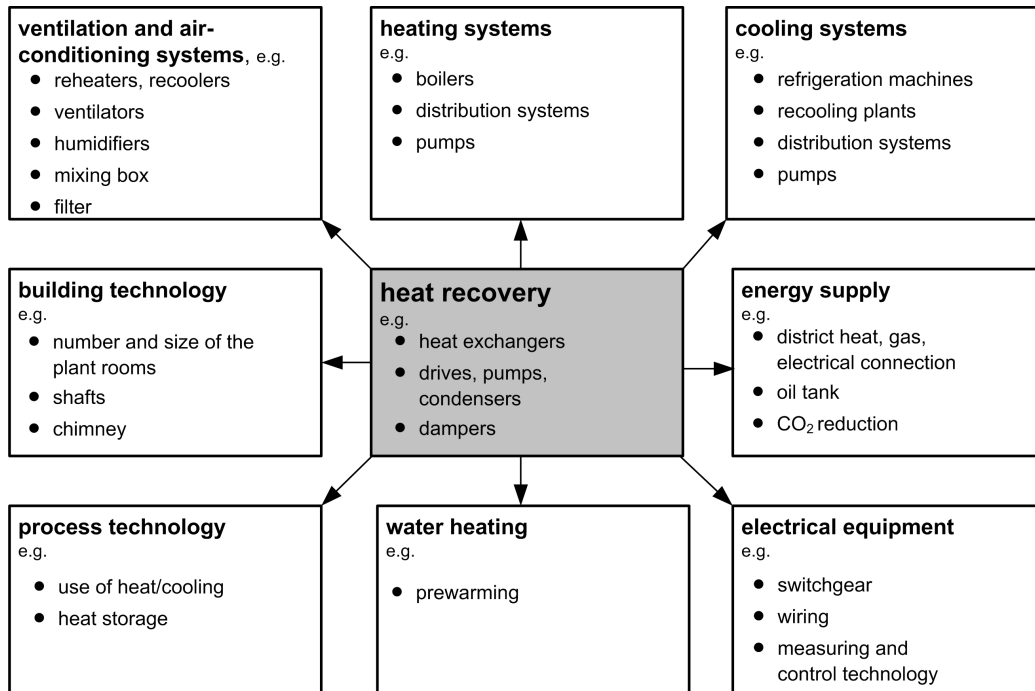 ventilation and air-
conditioning systems, e.g.
● reheaters, recoolers
● ventilators
● humidifiers
● mixing box
● filter
heating systems
e.g.
● boilers
● distribution systems
● pumps
cooling systems
e.g.
● refrigeration machines
● recooling plants
● distribution systems
● pumps
building technology
e.g.
● number and size of the
plant rooms
● shafts
● chimney
heat recovery
e.g.
● heat exchangers
● drives, pumps,
condensers
● dampers
energy supply
e.g.
● district heat, gas,
electrical connection
● oil tank
● CO₂ reduction
process technology
e.g.
● use of heat/cooling
● heat storage
water heating
e.g.
● prewarming
electrical equipment
e.g.
● switchgear
● wiring
● measuring and
control technology